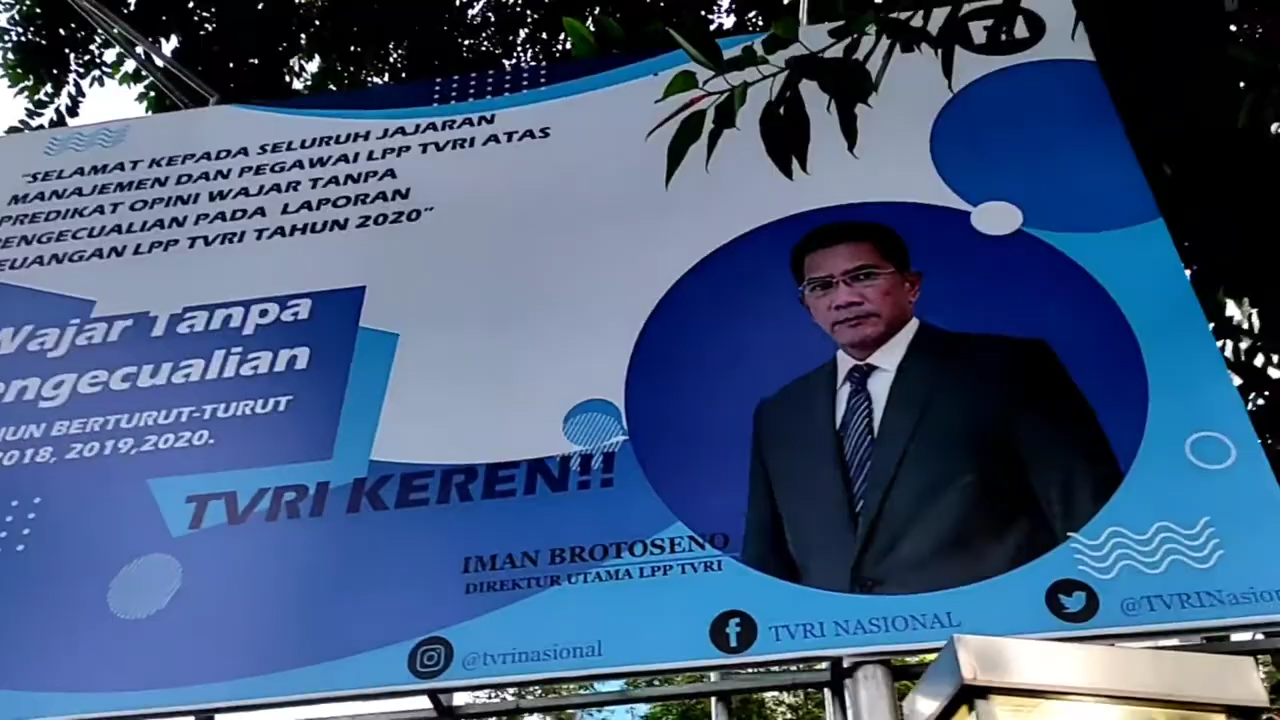 "SELAMAT KEPADA SELURUH JAJARAN
MANAJEMEN DAN PEGAWAI LPP TVRI ATAS
PREDIKAT OPINI WAJAR TANPA
PENGECUALIAN PADA LAPORAN
EUANGAN LPP TVRI TAHUN 2020"
Wajar Tanpa
engecualian
HUN BERTURUT-TURUT
2018, 2019,2020.
TVRI KEREN!!
IMAN BROTOSENO
DIREKTUR UTAMA LPP TVRI
@tvrinasional
TVRI NASIONAL
@TVRINasion